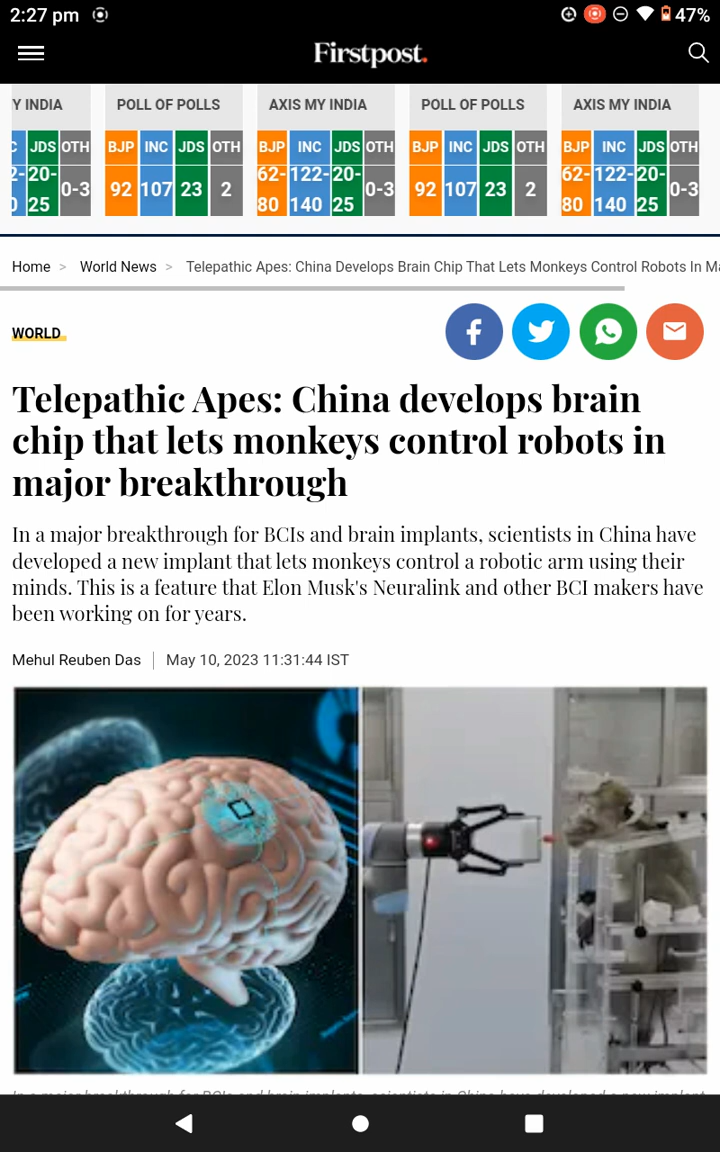 2:27 pm 47%
Firstpost.
Y INDIA POLL OF POLLS AXIS MY INDIA POLL OF POLLS AXIS MY INDIA
C JDS OTH BJP INC JDS OTH BJP INC JDS OTH BJP INC JDS OTH BJP INC JDS OTH
2- 20- 0-3 92 107 23 2 62- 122- 20- 0-3 92 107 23 2 62- 122- 20- 0-3
0 25 80 140 25 80 140 25
Home > World News > Telepathic Apes: China Develops Brain Chip That Lets Monkeys Control Robots In Ma
WORLD
Telepathic Apes: China develops brain
chip that lets monkeys control robots in
major breakthrough
In a major breakthrough for BCIs and brain implants, scientists in China have
developed a new implant that lets monkeys control a robotic arm using their
minds. This is a feature that Elon Musk's Neuralink and other BCI makers have
been working on for years.
Mehul Reuben Das | May 10, 2023 11:31:44 IST